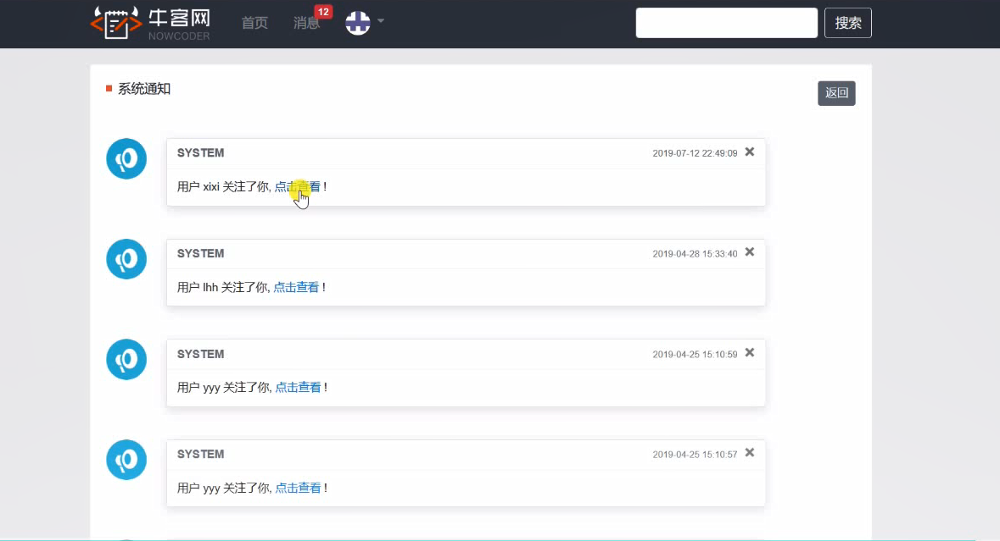 牛客网 首页 消息 12 搜索
NOWCODER
系统通知 返回
SYSTEM 2019-07-12 22:49:09 ×
用户 xixi 关注了你, 点击查看 !
SYSTEM 2019-04-28 15:33:40 ×
用户 lhh 关注了你, 点击查看 !
SYSTEM 2019-04-25 15:10:59 ×
用户 yyy 关注了你, 点击查看 !
SYSTEM 2019-04-25 15:10:57 ×
用户 yyy 关注了你, 点击查看 !